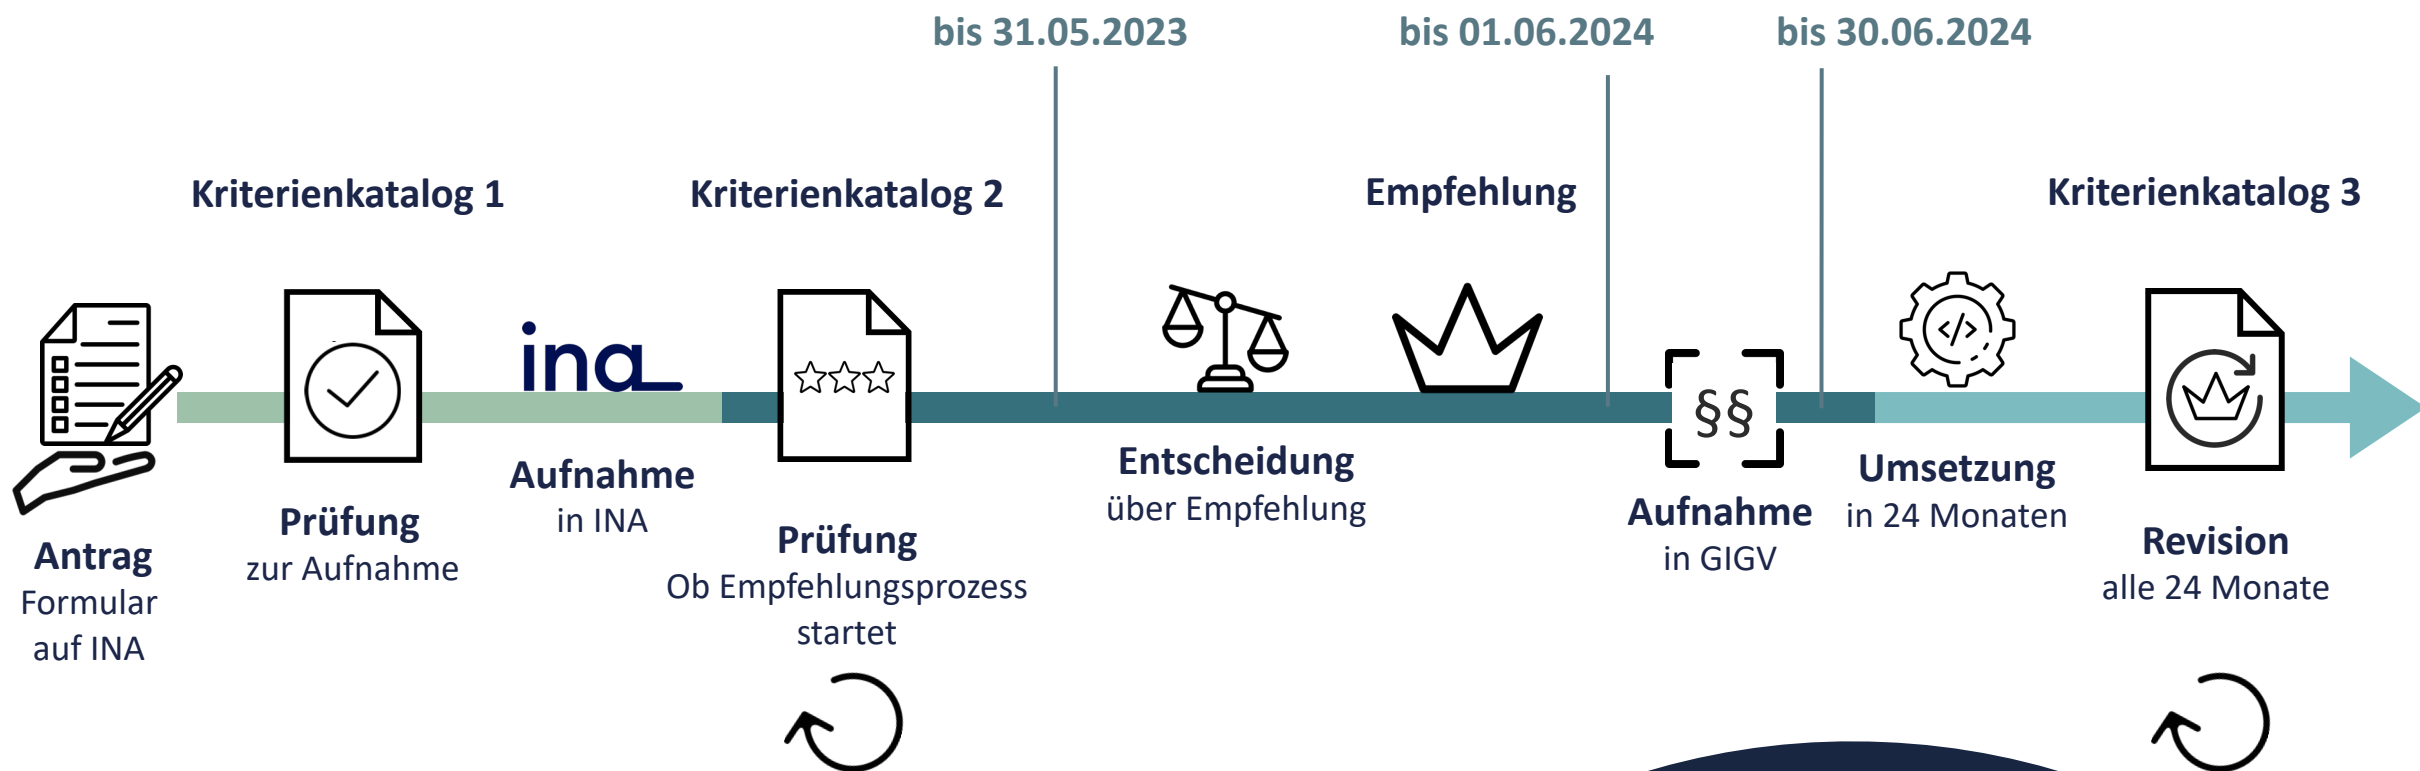 bis 31.05.2023
bis 01.06.2024
bis 30.06.2024
Kriterienkatalog 1
Kriterienkatalog 2
Empfehlung
Kriterienkatalog 3
ina
</>
§§
Antrag
Formular
auf INA
Prüfung
zur Aufnahme
Aufnahme
in INA
Prüfung
Ob Empfehlungsprozess
startet
Entscheidung
über Empfehlung
Aufnahme
in GIGV
Umsetzung
in 24 Monaten
Revision
alle 24 Monate